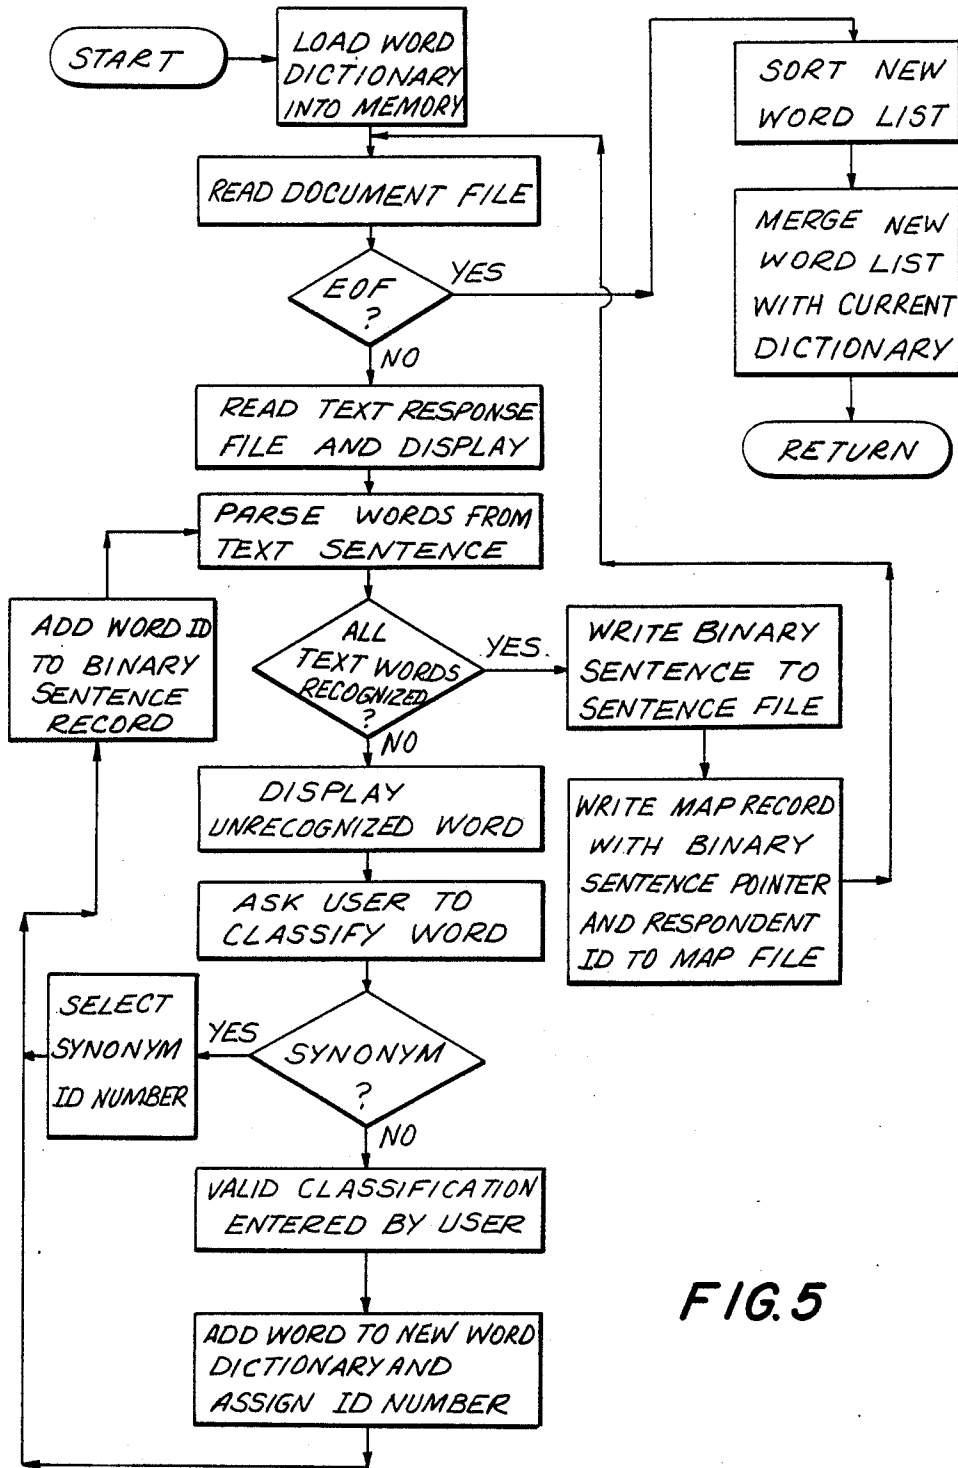 START
LOAD WORD
DICTIONARY
INTO MEMORY
READ DOCUMENT FILE
EOF
?
YES
NO
SORT NEW
WORD LIST
MERGE NEW
WORD LIST
WITH CURRENT
DICTIONARY
RETURN
READ TEXT RESPONSE
FILE AND DISPLAY
PARSE WORDS FROM
TEXT SENTENCE
ADD WORD ID
TO BINARY
SENTENCE
RECORD
ALL
TEXT WORDS
RECOGNIZED
?
YES.
NO
WRITE BINARY
SENTENCE TO
SENTENCE FILE
WRITE MAP RECORD
WITH BINARY
SENTENCE POINTER
AND RESPONDENT
ID TO MAP FILE
DISPLAY
UNRECOGNIZED WORD
ASK USER TO
CLASSIFY WORD
SYNONYM
?
YES
NO
SELECT
SYNONYM
ID NUMBER
VALID CLASSIFICATION
ENTERED BY USER
ADD WORD TO NEW WORD
DICTIONARY AND
ASSIGN ID NUMBER
FIG. 5